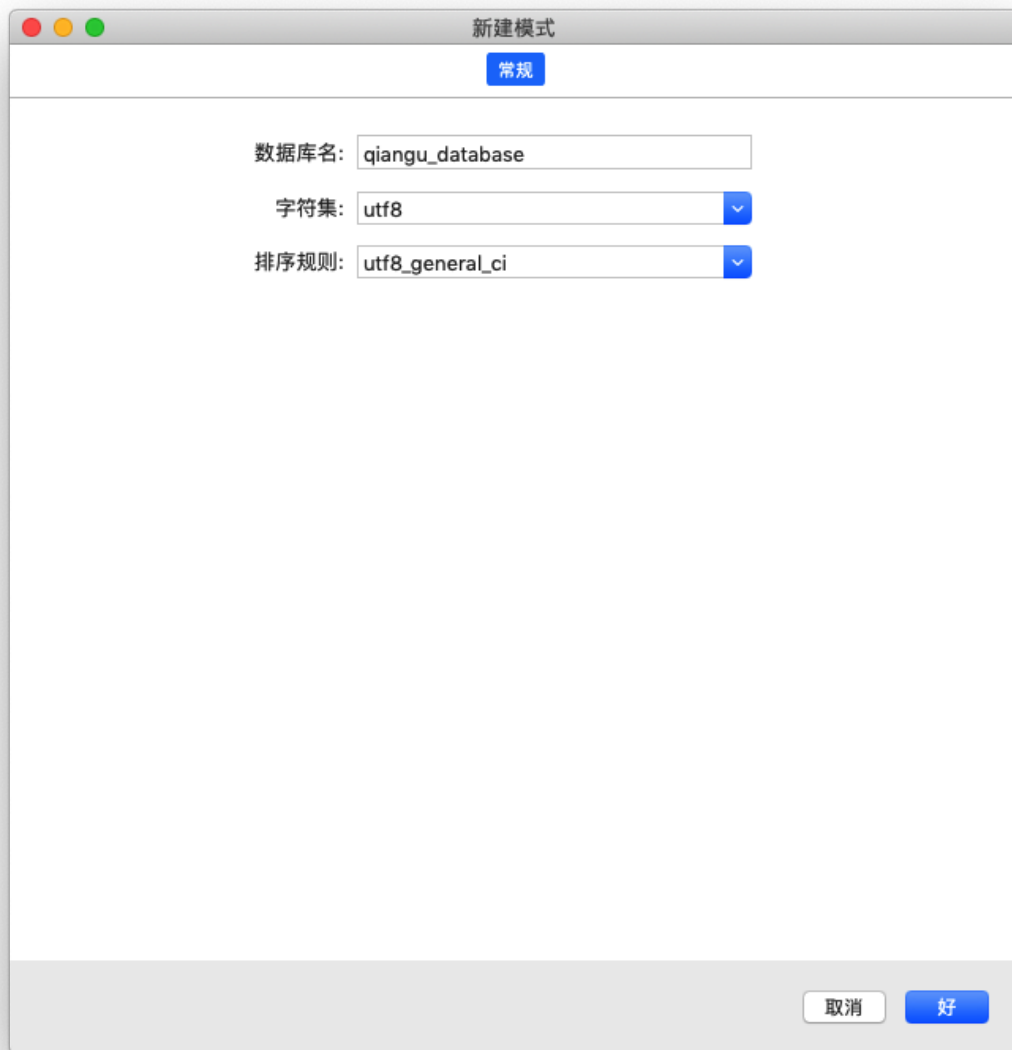 新建模式
常规
数据库名: qiangu_database
字符集: utf8
排序规则: utf8_general_ci
取消 好